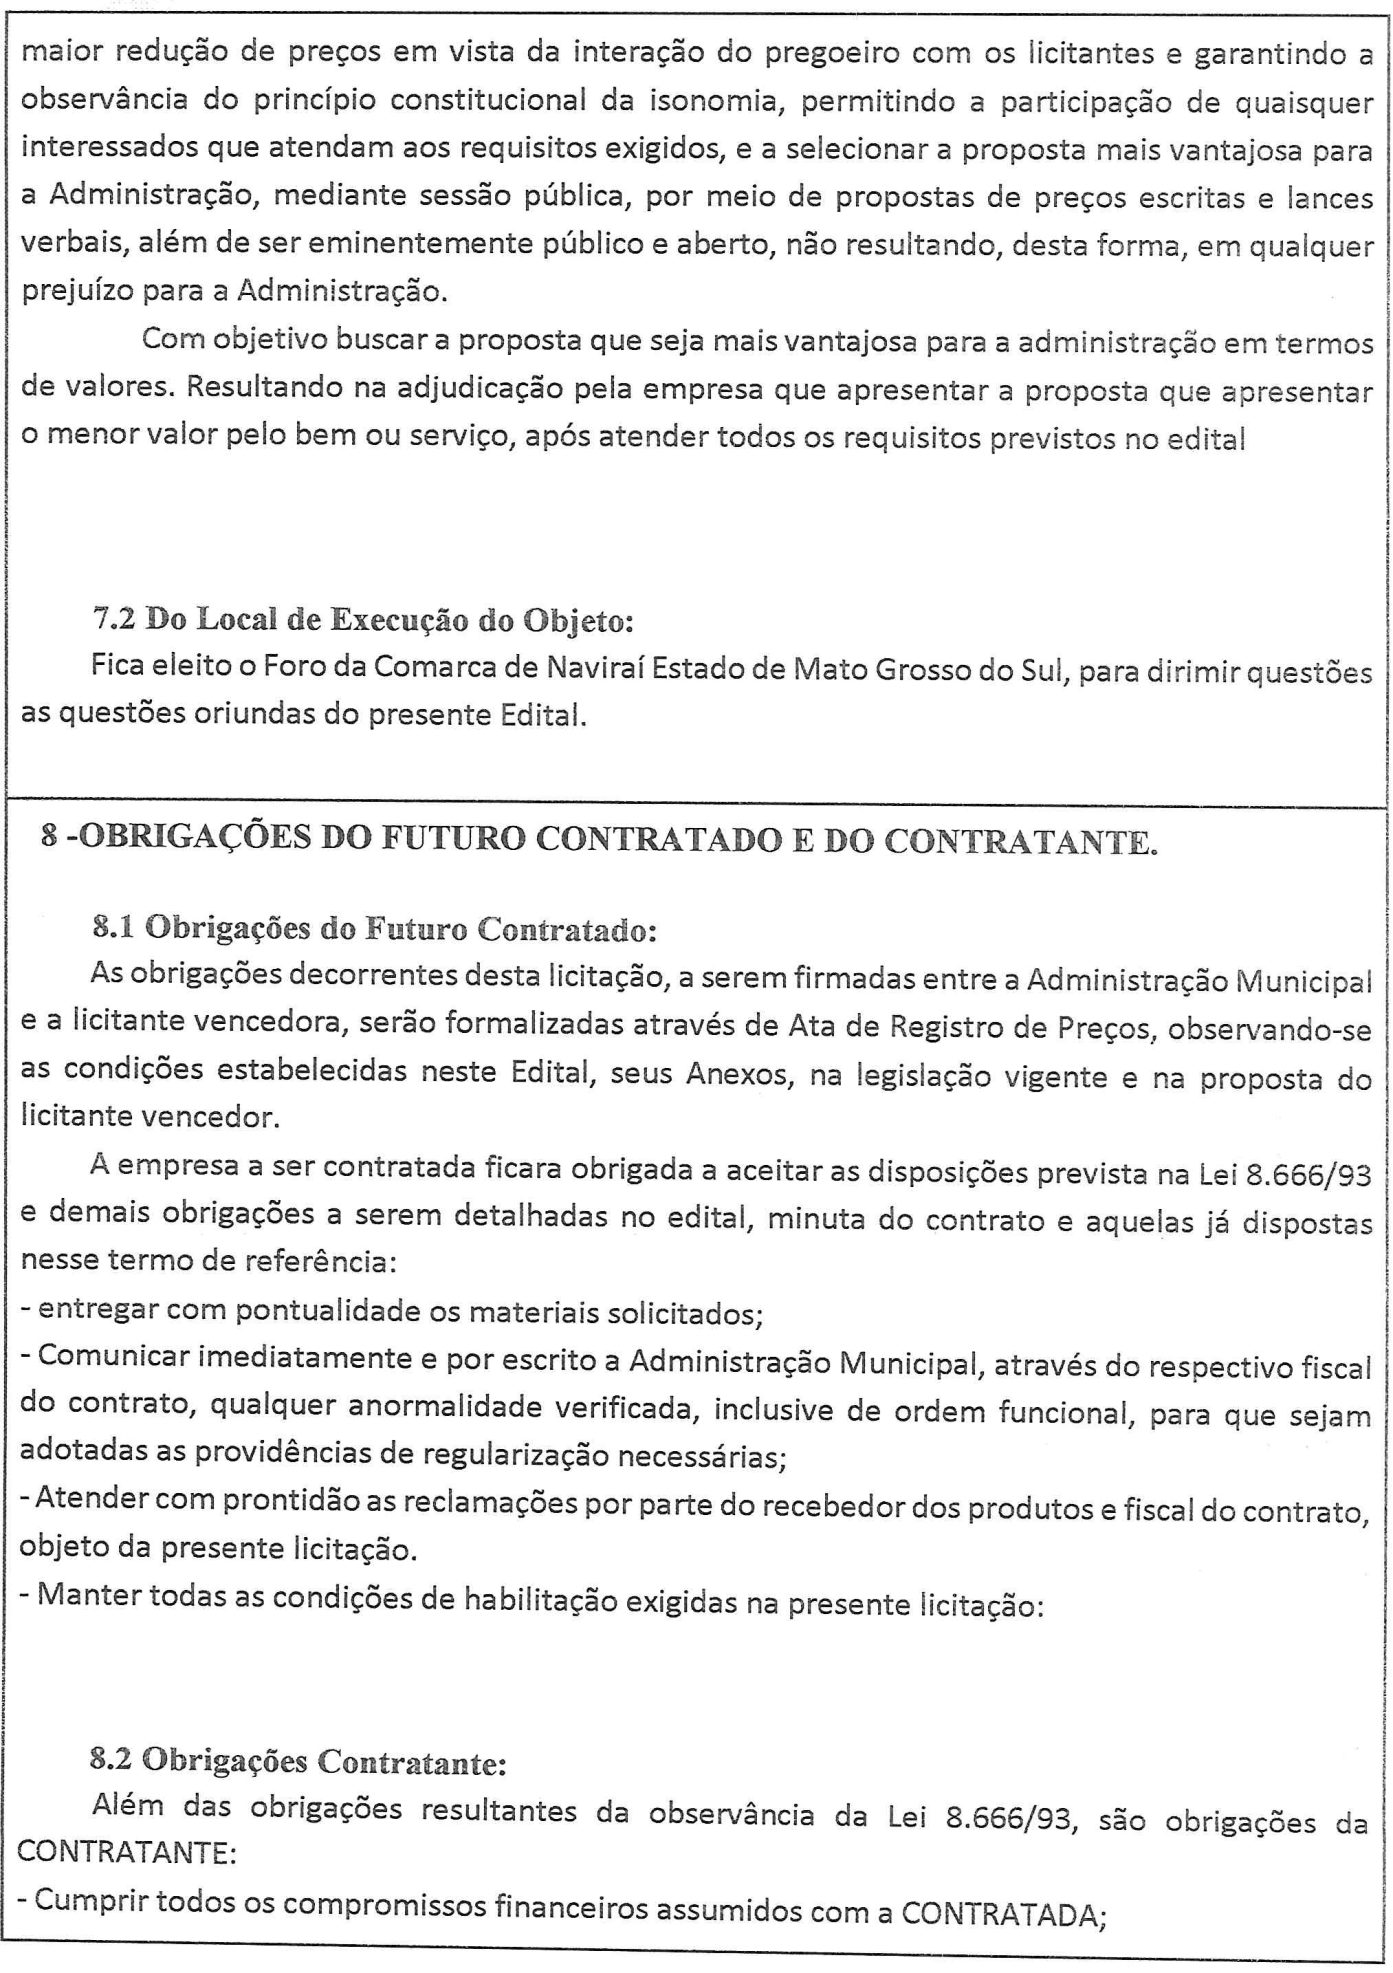 maior redução de preços em vista da interação do pregoeiro com os licitantes e garantindo a
observância do princípio constitucional da isonomia, permitindo a participação de quaisquer
interessados que atendam aos requisitos exigidos, e a selecionar a proposta mais vantajosa para
a Administração, mediante sessão pública, por meio de propostas de preços escritas e lances
verbais, além de ser eminentemente público e aberto, não resultando, desta forma, em qualquer
prejuízo para a Administração.
Com objetivo buscar a proposta que seja mais vantajosa para a administração em termos
de valores. Resultando na adjudicação pela empresa que apresentar a proposta que apresentar
o menor valor pelo bem ou serviço, após atender todos os requisitos previstos no edital
7.2 Do Local de Execução do Objeto:
Fica eleito o Foro da Comarca de Naviraí Estado de Mato Grosso do Sul, para dirimir questões
as questões oriundas do presente Edital.
8 -OBRIGAÇÕES DO FUTURO CONTRATADO E DO CONTRATANTE.
8.1 Obrigações do Futuro Contratado:
As obrigações decorrentes desta licitação, a serem firmadas entre a Administração Municipal
e a licitante vencedora, serão formalizadas através de Ata de Registro de Preços, observando-se
as condições estabelecidas neste Edital, seus Anexos, na legislação vigente e na proposta do
licitante vencedor.
A empresa a ser contratada ficara obrigada a aceitar as disposições prevista na Lei 8.666/93
e demais obrigações a serem detalhadas no edital, minuta do contrato e aquelas já dispostas
nesse termo de referência:
- entregar com pontualidade os materiais solicitados;
- Comunicar imediatamente e por escrito a Administração Municipal, através do respectivo fiscal
do contrato, qualquer anormalidade verificada, inclusive de ordem funcional, para que sejam
adotadas as providências de regularização necessárias;
- Atender com prontidão as reclamações por parte do recebedor dos produtos e fiscal do contrato,
objeto da presente licitação.
- Manter todas as condições de habilitação exigidas na presente licitação:
8.2 Obrigações Contratante:
Além das obrigações resultantes da observância da Lei 8.666/93, são obrigações da
CONTRATANTE:
- Cumprir todos os compromissos financeiros assumidos com a CONTRATADA;